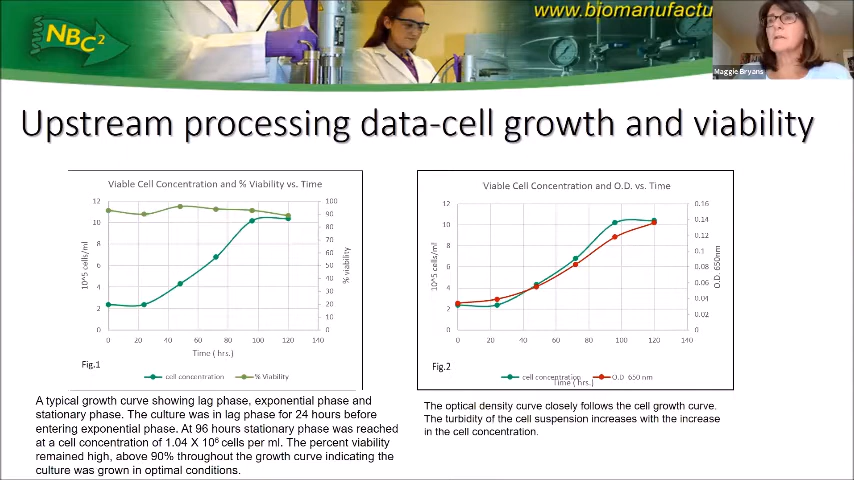 www.biomanufactu
NBC²
Maggie Bryans
Upstream processing data-cell growth and viability
Viable Cell Concentration and % Viability vs. Time
12
10
8
6
4
2
0
100
90
80
70
60
50
40
30
20
10
0
10^5 cells/ml
% viability
0 20 40 60 80 100 120 140
Time ( hrs.)
Fig.1
cell concentration % Viability
Viable Cell Concentration and O.D. vs. Time
12
10
8
6
4
2
0
0.16
0.14
0.12
0.1
0.08
0.06
0.04
0.02
0
10^5 cells/ml
O.D. 650nm
0 20 40 60 80 100 120 140
Fig.2
cell concentration O.D 650 nm
Time ( hrs.)
A typical growth curve showing lag phase, exponential phase and
stationary phase. The culture was in lag phase for 24 hours before
entering exponential phase. At 96 hours stationary phase was reached
at a cell concentration of 1.04 X 10⁶ cells per ml. The percent viability
remained high, above 90% throughout the growth curve indicating the
culture was grown in optimal conditions.
The optical density curve closely follows the cell growth curve.
The turbidity of the cell suspension increases with the increase
in the cell concentration.